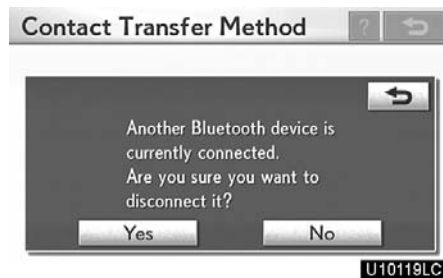 Contact Transfer Method ?
Another Bluetooth device is
currently connected.
Are you sure you want to
disconnect it?
Yes No
U10119LC